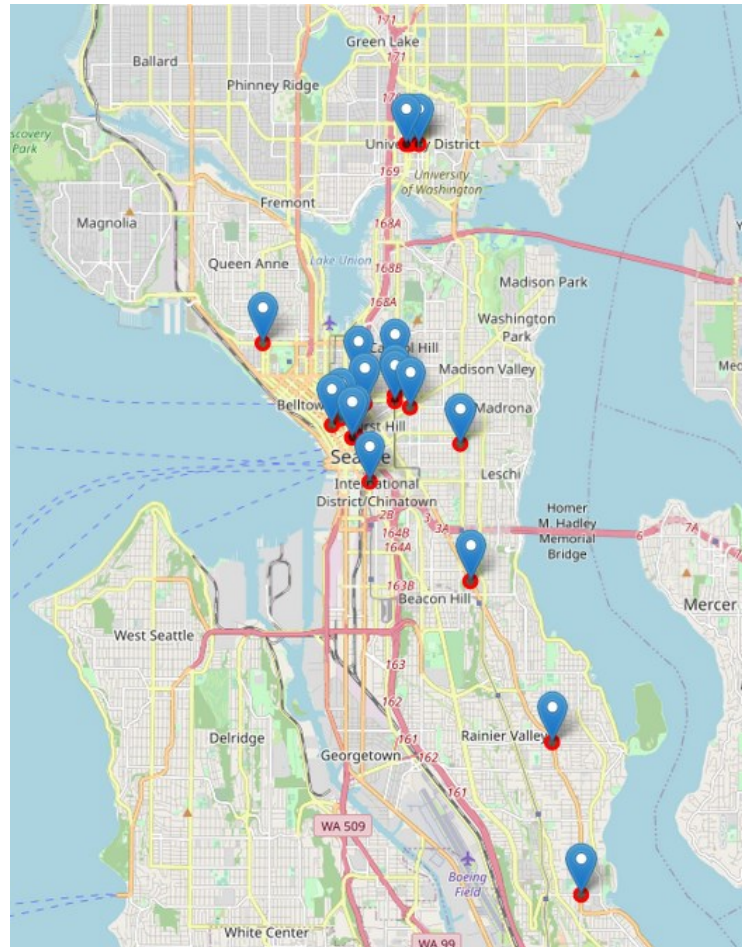 171
Green Lake
Ballard
171
Phinney Ridge
University District
169
University
of Washington
Park
Fremont
Magnolia
168A
Queen Anne
Lake Union
168B
Madison Park
168A
Washington
Park
Capitol Hill
Madison Valley
Belltow
Madrona
First Hill
Seattle
Leschi
International
District/Chinatown
Homer
M. Hadley
Memorial
Bridge
2B
3
3A
6
7A
164B
164A
163B
Beacon Hill
Mercer
West Seattle
163
162
Delridge
Rainier Valley
161
Georgetown
162
161
WA 509
Boeing
Field
White Center
WA 99